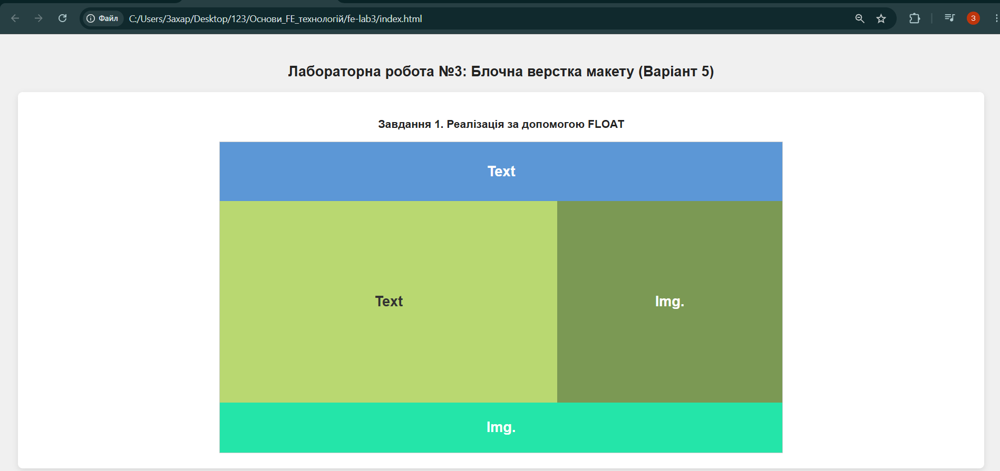 Файл C:/Users/Захар/Desktop/123/Основи_FE_технологій/fe-lab3/index.html З
Лабораторна робота №3: Блочна верстка макету (Варіант 5)
Завдання 1. Реалізація за допомогою FLOAT
Text
Text Img.
Img.